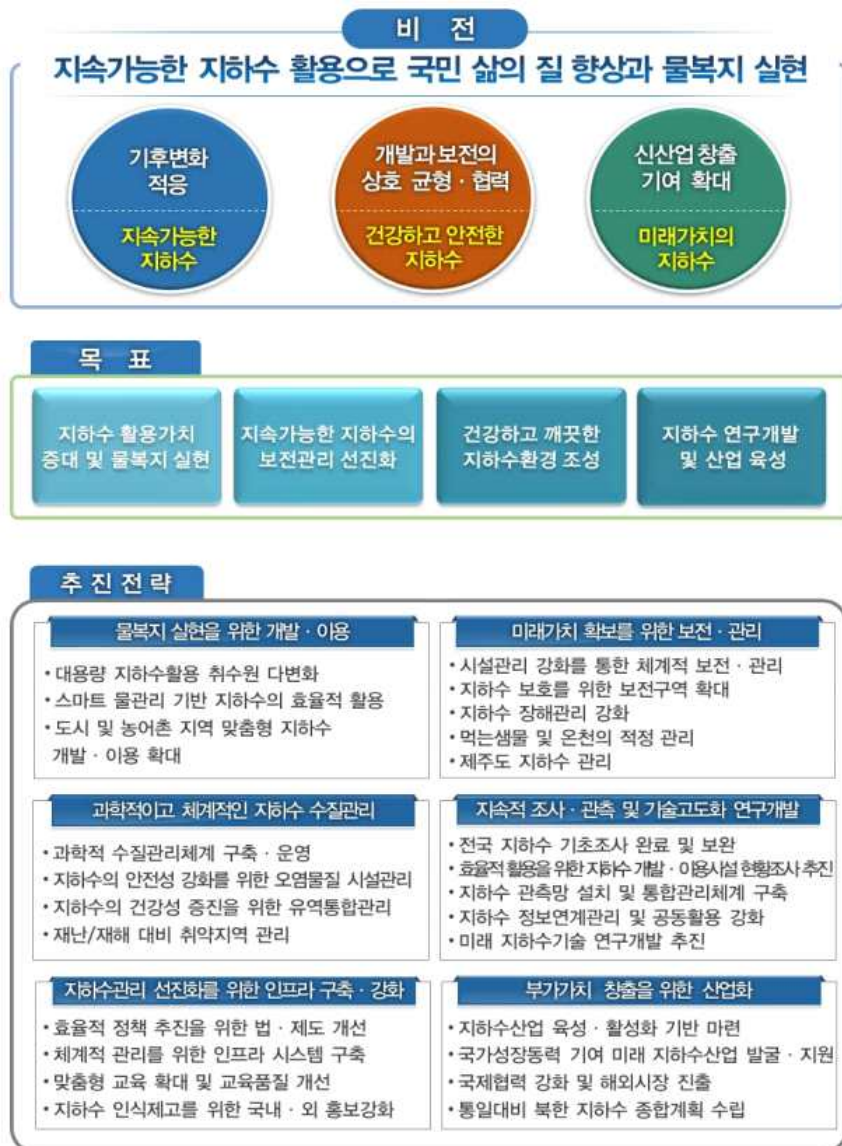 비 전
지속가능한 지하수 활용으로 국민 삶의 질 향상과 물복지 실현
기후변화
적응
지속가능한
지하수
개발과 보전의
상호 균형 · 협력
건강하고 안전한
지하수
신산업 창출
기여 확대
미래가치의
지하수
목 표
지하수 활용가치
증대 및 물복지 실현
지속가능한 지하수의
보전관리 선진화
건강하고 깨끗한
지하수환경 조성
지하수 연구개발
및 산업 육성
추 진 전 략
물복지 실현을 위한 개발 · 이용
• 대용량 지하수활용 취수원 다변화
• 스마트 물관리 기반 지하수의 효율적 활용
• 도시 및 농어촌 지역 맞춤형 지하수
개발 · 이용 확대
미래가치 확보를 위한 보전 · 관리
• 시설관리 강화를 통한 체계적 보전 · 관리
• 지하수 보호를 위한 보전구역 확대
• 지하수 장해관리 강화
• 먹는샘물 및 온천의 적정 관리
• 제주도 지하수 관리
과학적이고 체계적인 지하수 수질관리
• 과학적 수질관리체계 구축 · 운영
• 지하수의 안전성 강화를 위한 오염물질 시설관리
• 지하수의 건강성 증진을 위한 유역통합관리
• 재난/재해 대비 취약지역 관리
지속적 조사 · 관측 및 기술고도화 연구개발
• 전국 지하수 기초조사 완료 및 보완
• 효율적 활용을 위한 지하수 개발 · 이용시설 현황조사 추진
• 지하수 관측망 설치 및 통합관리체계 구축
• 지하수 정보연계관리 및 공동활용 강화
• 미래 지하수기술 연구개발 추진
지하수관리 선진화를 위한 인프라 구축 · 강화
• 효율적 정책 추진을 위한 법 · 제도 개선
• 체계적 관리를 위한 인프라 시스템 구축
• 맞춤형 교육 확대 및 교육품질 개선
• 지하수 인식제고를 위한 국내 · 외 홍보강화
부가가치 창출을 위한 산업화
• 지하수산업 육성 · 활성화 기반 마련
• 국가성장동력 기여 미래 지하수산업 발굴 · 지원
• 국제협력 강화 및 해외시장 진출
• 통일대비 북한 지하수 종합계획 수립